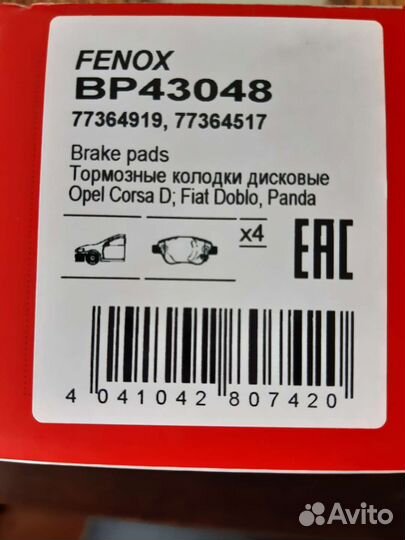 FENOX
BP43048
77364919, 77364517
Brake pads
Тормозные колодки дисковые
Opel Corsa D; Fiat Doblo, Panda
x4
EAC
4 041042 807420
Avito